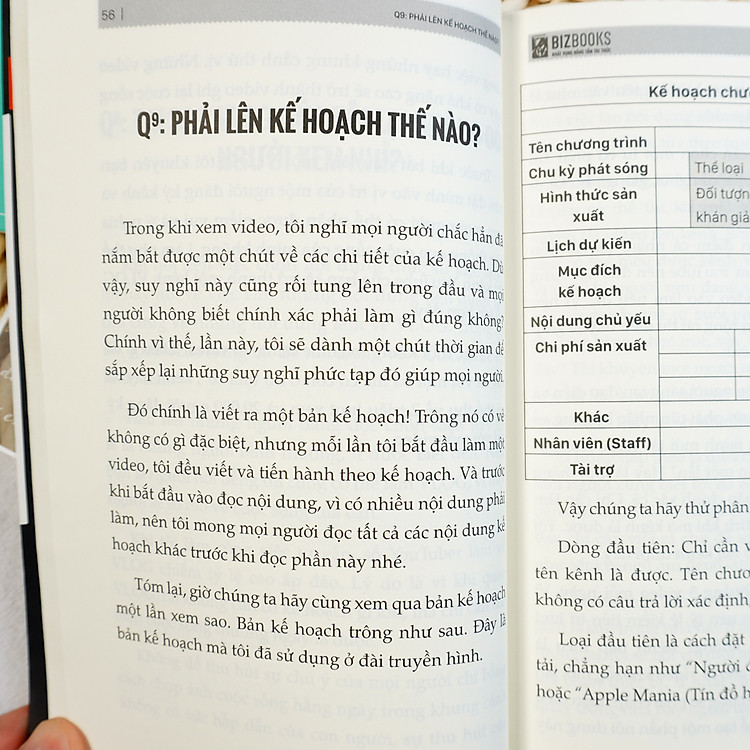 56
Q9: PHẢI LÊN KẾ HOẠCH THẾ NÀO?
Q⁹: PHẢI LÊN KẾ HOẠCH THẾ NÀO?
Trong khi xem video, tôi nghĩ mọi người chắc hẳn đã
nắm bắt được một chút về các chi tiết của kế hoạch. Dù
vậy, suy nghĩ này cũng rối tung lên trong đầu và mọi
người không biết chính xác phải làm gì đúng không?
Chính vì thế, lần này, tôi sẽ dành một chút thời gian để
sắp xếp lại những suy nghĩ phức tạp đó giúp mọi người.
Đó chính là viết ra một bản kế hoạch! Trông nó có vẻ
không có gì đặc biệt, nhưng mỗi lần tôi bắt đầu làm một
video, tôi đều viết và tiến hành theo kế hoạch. Và trước
khi bắt đầu vào đọc nội dung, vì có nhiều nội dung phải
làm, nên tôi mong mọi người đọc tất cả các nội dung kế
hoạch khác trước khi đọc phần này nhé.
Tóm lại, giờ chúng ta hãy cùng xem qua bản kế hoạch
một lần xem sao. Bản kế hoạch trông như sau. Đây là
bản kế hoạch mà tôi đã sử dụng ở đài truyền hình.
BIZBOOKS
Kế hoạch chươ
Tên chương trình
Chu kỳ phát sóng
Thể loại
Hình thức sản
xuất
Đối tượn
khán giả
Lịch dự kiến
Mục đích
kế hoạch
Nội dung chủ yếu
Chi phí sản xuất
Khác
Nhân viên (Staff)
Tài trợ
Vậy chúng ta hãy thử phân
Dòng đầu tiên: Chỉ cần v
tên kênh là được. Tên chươ
không có câu trả lời xác định,
Loại đầu tiên là cách đặt
tải, chẳng hạn như "Người đ
hoặc "Apple Mania (Tín đồ h